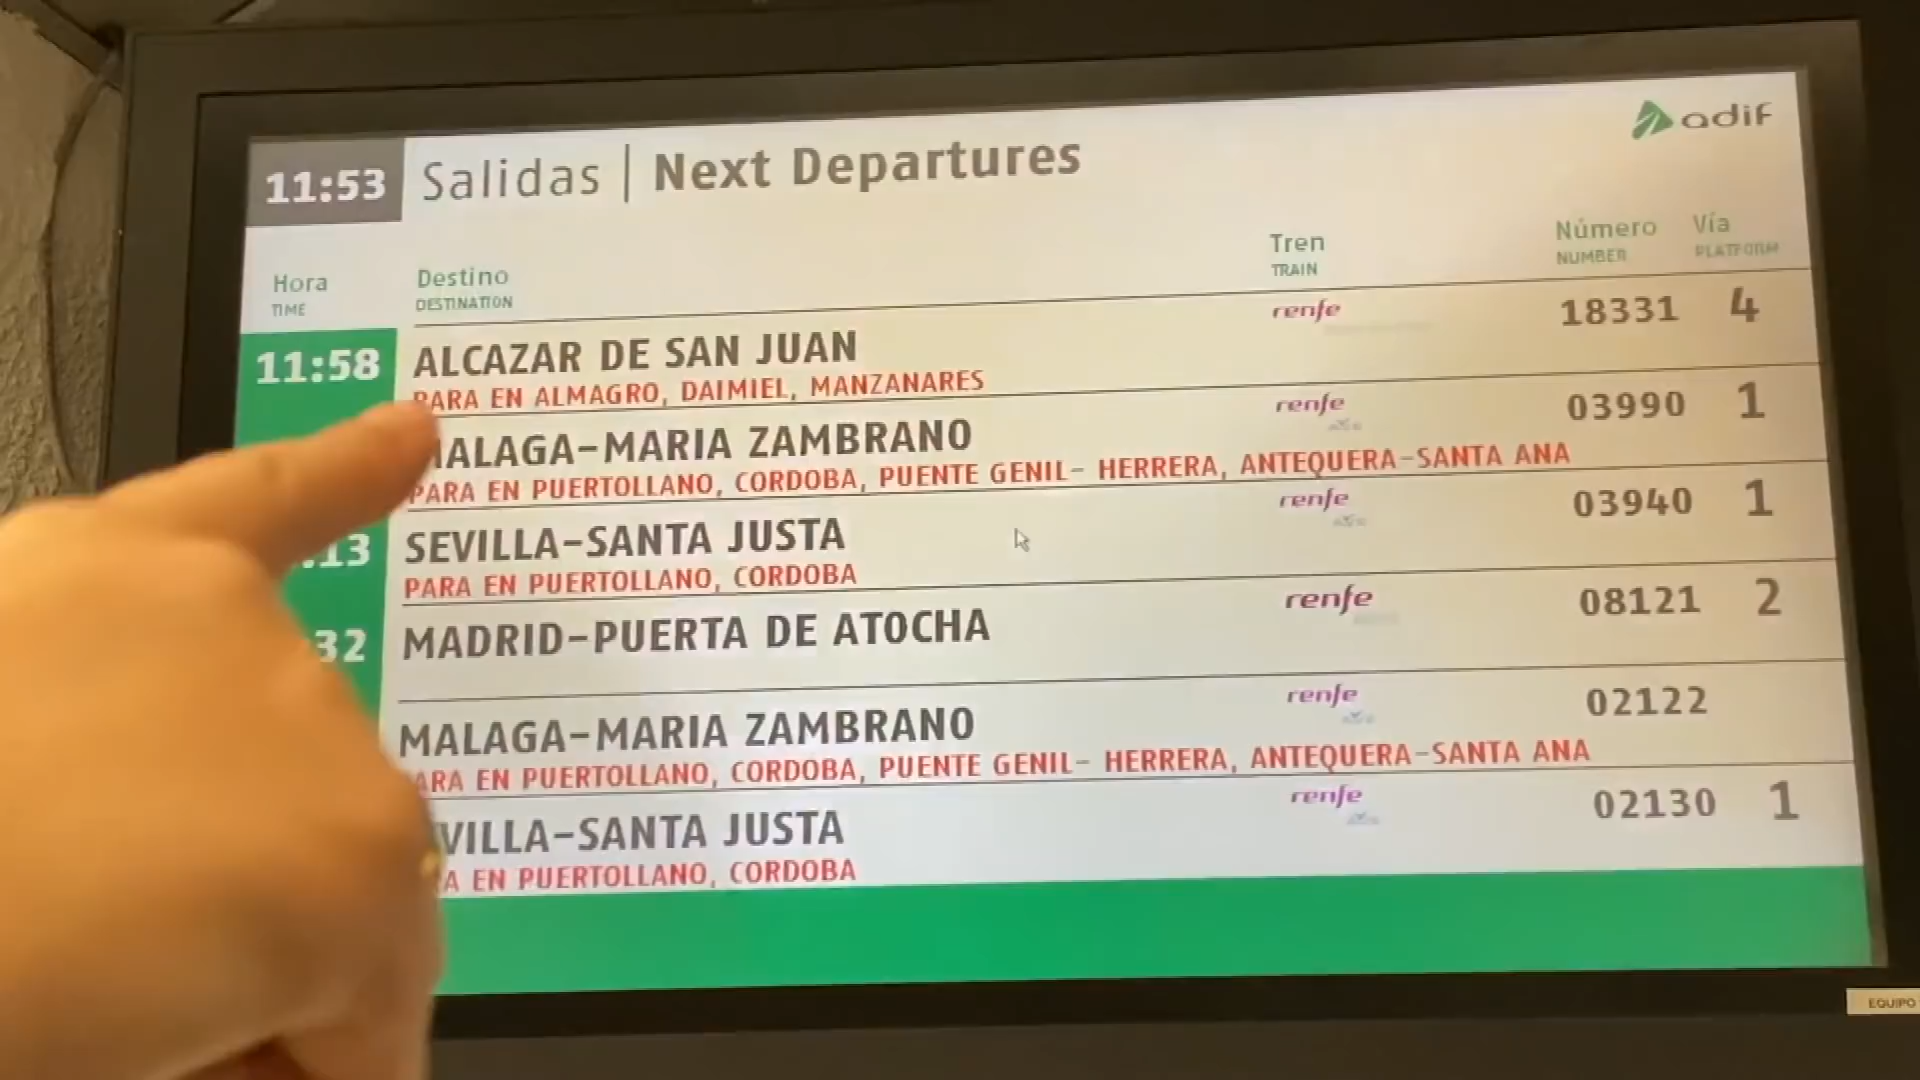 11:53 Salidas | Next Departures
adif
Hora Destino Tren Número Vía
TIME DESTINATION TRAIN NUMBER PLATFORM
11:58 ALCAZAR DE SAN JUAN renfe 18331 4
PARA EN ALMAGRO, DAIMIEL, MANZANARES
MALAGA-MARIA ZAMBRANO renfe 03990 1
PARA EN PUERTOLLANO, CORDOBA, PUENTE GENIL- HERRERA, ANTEQUERA-SANTA ANA
:13 SEVILLA-SANTA JUSTA renfe 03940 1
PARA EN PUERTOLLANO, CORDOBA
32 MADRID-PUERTA DE ATOCHA renfe 08121 2
MALAGA-MARIA ZAMBRANO renfe 02122
ARA EN PUERTOLLANO, CORDOBA, PUENTE GENIL- HERRERA, ANTEQUERA-SANTA ANA
VILLA-SANTA JUSTA renfe 02130 1
A EN PUERTOLLANO, CORDOBA
EQUIPO